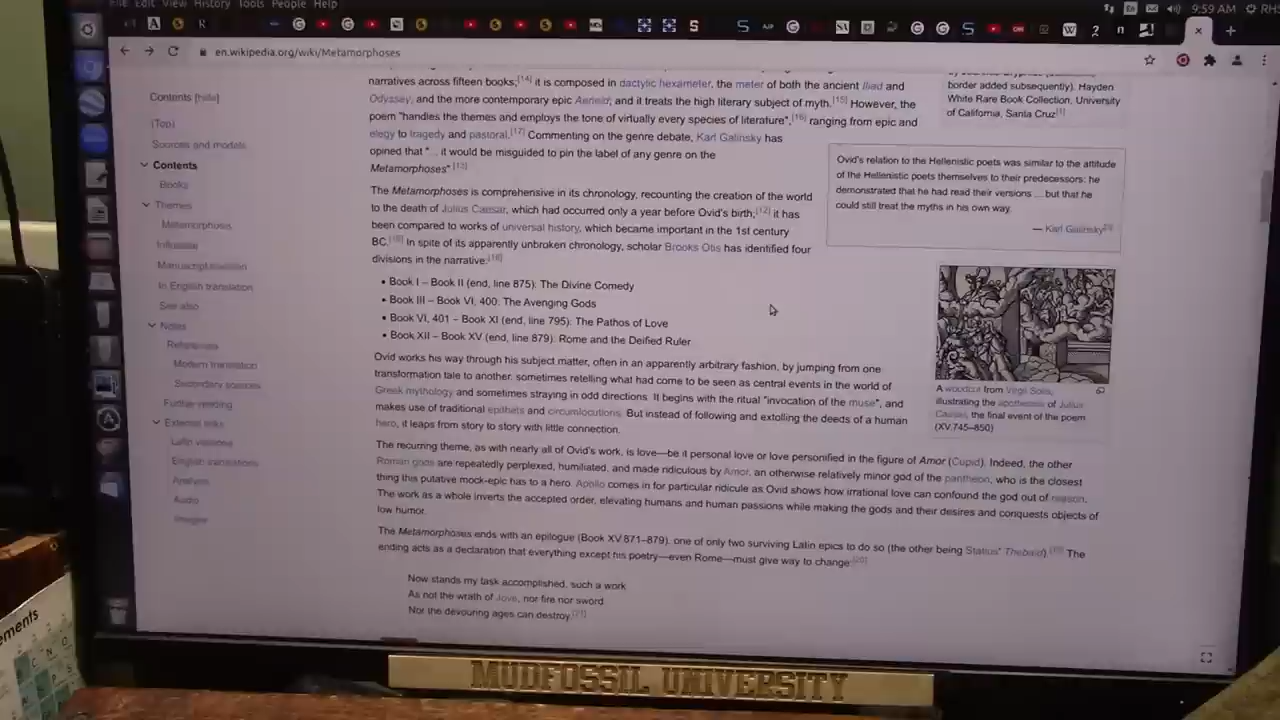 Edit View History Tools People Help
9:59 AM
en.wikipedia.org/wiki/Metamorphoses
Contents [hide]
(Top)
Sources and models
Contents
Books
Themes
Metamorphosis
Influence
Manuscript tradition
In English translation
See also
Notes
References
Modern translation
Secondary sources
Further reading
External links
Latin versions
English translations
Analysis
Audio
Images
narratives across fifteen books; [14] it is composed in dactylic hexameter, the meter of both the ancient Iliad and
Odyssey, and the more contemporary epic Aeneid; and it treats the high literary subject of myth.[15] However, the
poem "handles the themes and employs the tone of virtually every species of literature",[16] ranging from epic and
elegy to tragedy and pastoral.[17] Commenting on the genre debate, Karl Galinsky has
opined that "... it would be misguided to pin the label of any genre on the
Metamorphoses".[13]
The Metamorphoses is comprehensive in its chronology, recounting the creation of the world
to the death of Julius Caesar, which had occurred only a year before Ovid's birth;[12] it has
been compared to works of universal history, which became important in the 1st century
BC. In spite of its apparently unbroken chronology, scholar Brooks Otis has identified four
divisions in the narrative:
• Book I – Book II (end, line 875): The Divine Comedy
• Book III – Book VI, 400: The Avenging Gods
• Book VI, 401 – Book XI (end, line 795): The Pathos of Love
• Book XII – Book XV (end, line 879): Rome and the Deified Ruler
Ovid works his way through his subject matter, often in an apparently arbitrary fashion, by jumping from one
transformation tale to another, sometimes retelling what had come to be seen as central events in the world of
Greek mythology and sometimes straying in odd directions. It begins with the ritual "invocation of the muse", and
makes use of traditional epithets and circumlocutions. But instead of following and extolling the deeds of a human
hero, it leaps from story to story with little connection.
The recurring theme, as with nearly all of Ovid's work, is love—be it personal love or love personified in the figure of Amor (Cupid). Indeed, the other
Roman gods are repeatedly perplexed, humiliated, and made ridiculous by Amor, an otherwise relatively minor god of the pantheon, who is the closest
thing this putative mock-epic has to a hero. Apollo comes in for particular ridicule as Ovid shows how irrational love can confound the god out of reason.
The work as a whole inverts the accepted order, elevating humans and human passions while making the gods and their desires and conquests objects of
low humor.
The Metamorphoses ends with an epilogue (Book XV.871–879), one of only two surviving Latin epics to do so (the other being Statius' Thebaid). The
ending acts as a declaration that everything except his poetry—even Rome—must give way to change:[20]
Now stands my task accomplished, such a work
As not the wrath of Jove, nor fire nor sword
Nor the devouring ages can destroy.[21]
border added subsequently). Hayden
White Rare Book Collection, University
of California, Santa Cruz[1]
Ovid's relation to the Hellenistic poets was similar to the attitude
of the Hellenistic poets themselves to their predecessors: he
demonstrated that he had read their versions ... but that he
could still treat the myths in his own way.
— Karl Galinsky
A woodcut from Virgil Solis,
illustrating the apotheosis of Julius
Caesar, the final event of the poem
(XV.745–850)
MUDFOSSIL UNIVERSITY
ements